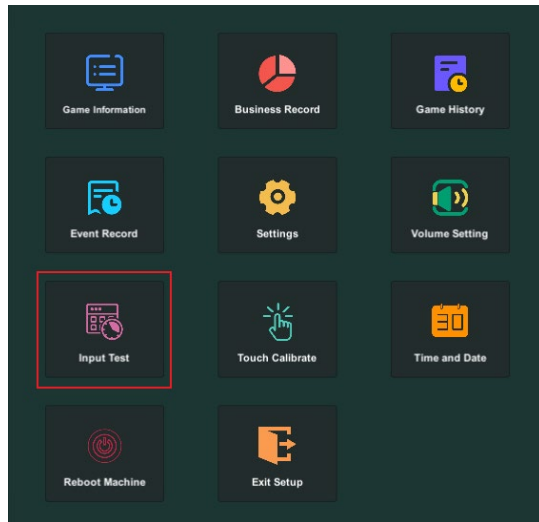 Game Information
Business Record
Game History
Event Record
Settings
Volume Setting
Input Test
Touch Calibrate
30
Time and Date
Reboot Machine
Exit Setup